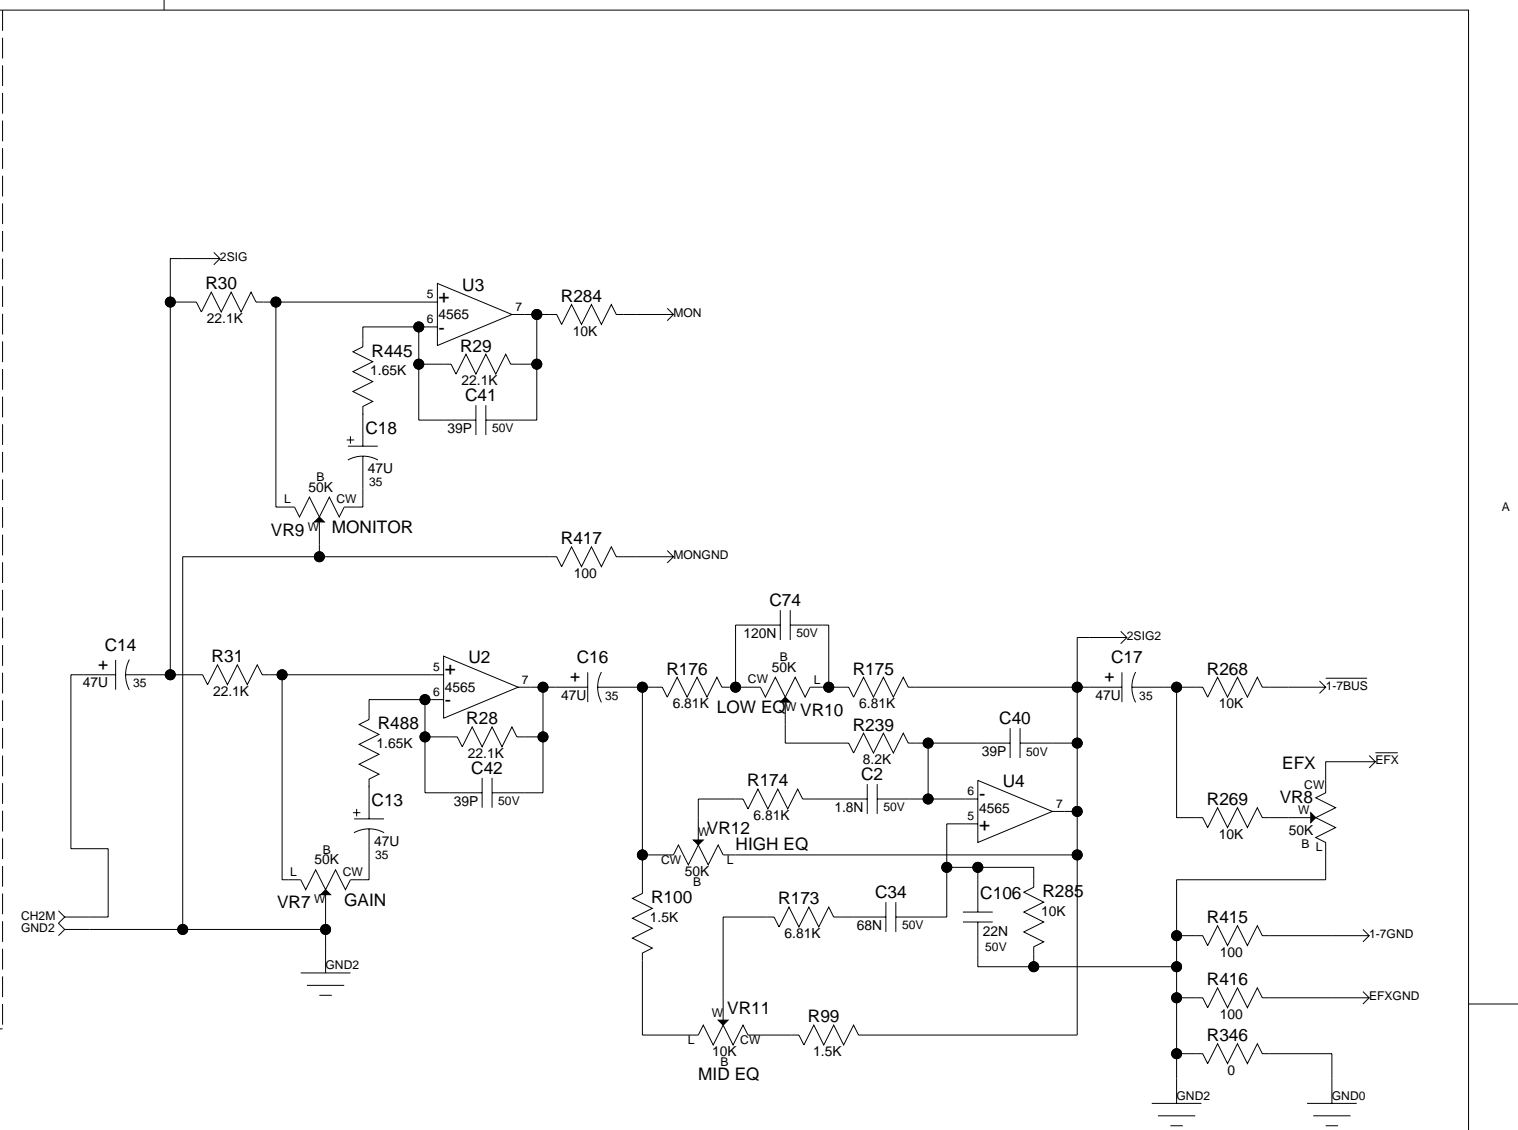 2SIG
R30
22.1K
U3
5
+
4565
6
-
7
R284
10K
MON
R445
1.65K
R29
22.1K
C41
39P
50V
C18
+
47U
35
B
50K
L
CW
W
VR9
MONITOR
R417
100
MONGND
A
C14
+
47U
35
R31
22.1K
U2
5
+
4565
6
-
7
R488
1.65K
R28
22.1K
C42
39P
50V
C13
+
47U
35
B
50K
L
CW
W
VR7
GAIN
CH2M
GND2
GND2
C16
+
47U
35
C74
120N
50V
R176
6.81K
B
50K
CW
L
W
LOW EQ
VR10
R175
6.81K
R239
8.2K
C40
39P
50V
R174
6.81K
C2
1.8N
50V
U4
6
-
4565
5
+
7
W
VR12
HIGH EQ
CW
50K
L
B
R100
1.5K
R173
6.81K
C34
68N
50V
C106
22N
50V
R285
10K
W
VR11
L
10K
CW
B
MID EQ
R99
1.5K
2SIG2
C17
+
47U
35
R268
10K
1-7BUS
EFX
EFX
CW
VR8
W
50K
B
L
R269
10K
R415
100
1-7GND
R416
100
EFXGND
R346
0
GND2
GND0